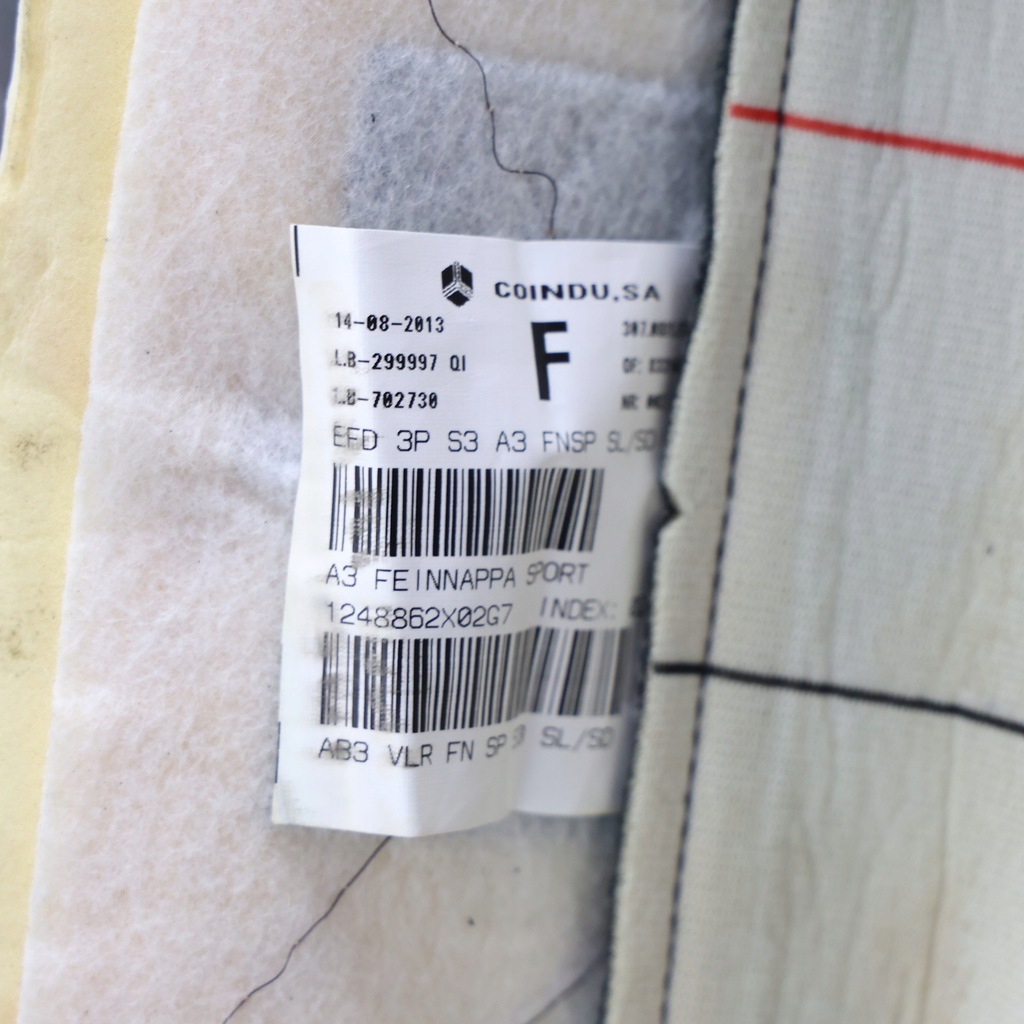 COINDU,SA
14-08-2013
F
LB-299997 QI
LB-702730
EFD 3P S3 A3 FNSP SL/SD
A3 FEINNAPPA SPORT
1248862X02G7 INDEX:
AB3 VLR FN SP SL/SD